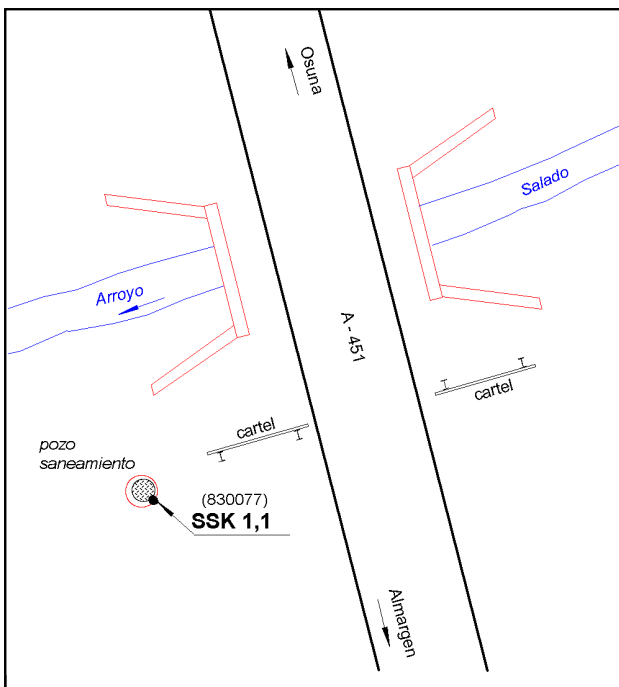 Osuna
Salado
Arroyo
A - 451
cartel
cartel
pozo
saneamiento
(830077)
SSK 1,1
Almargen